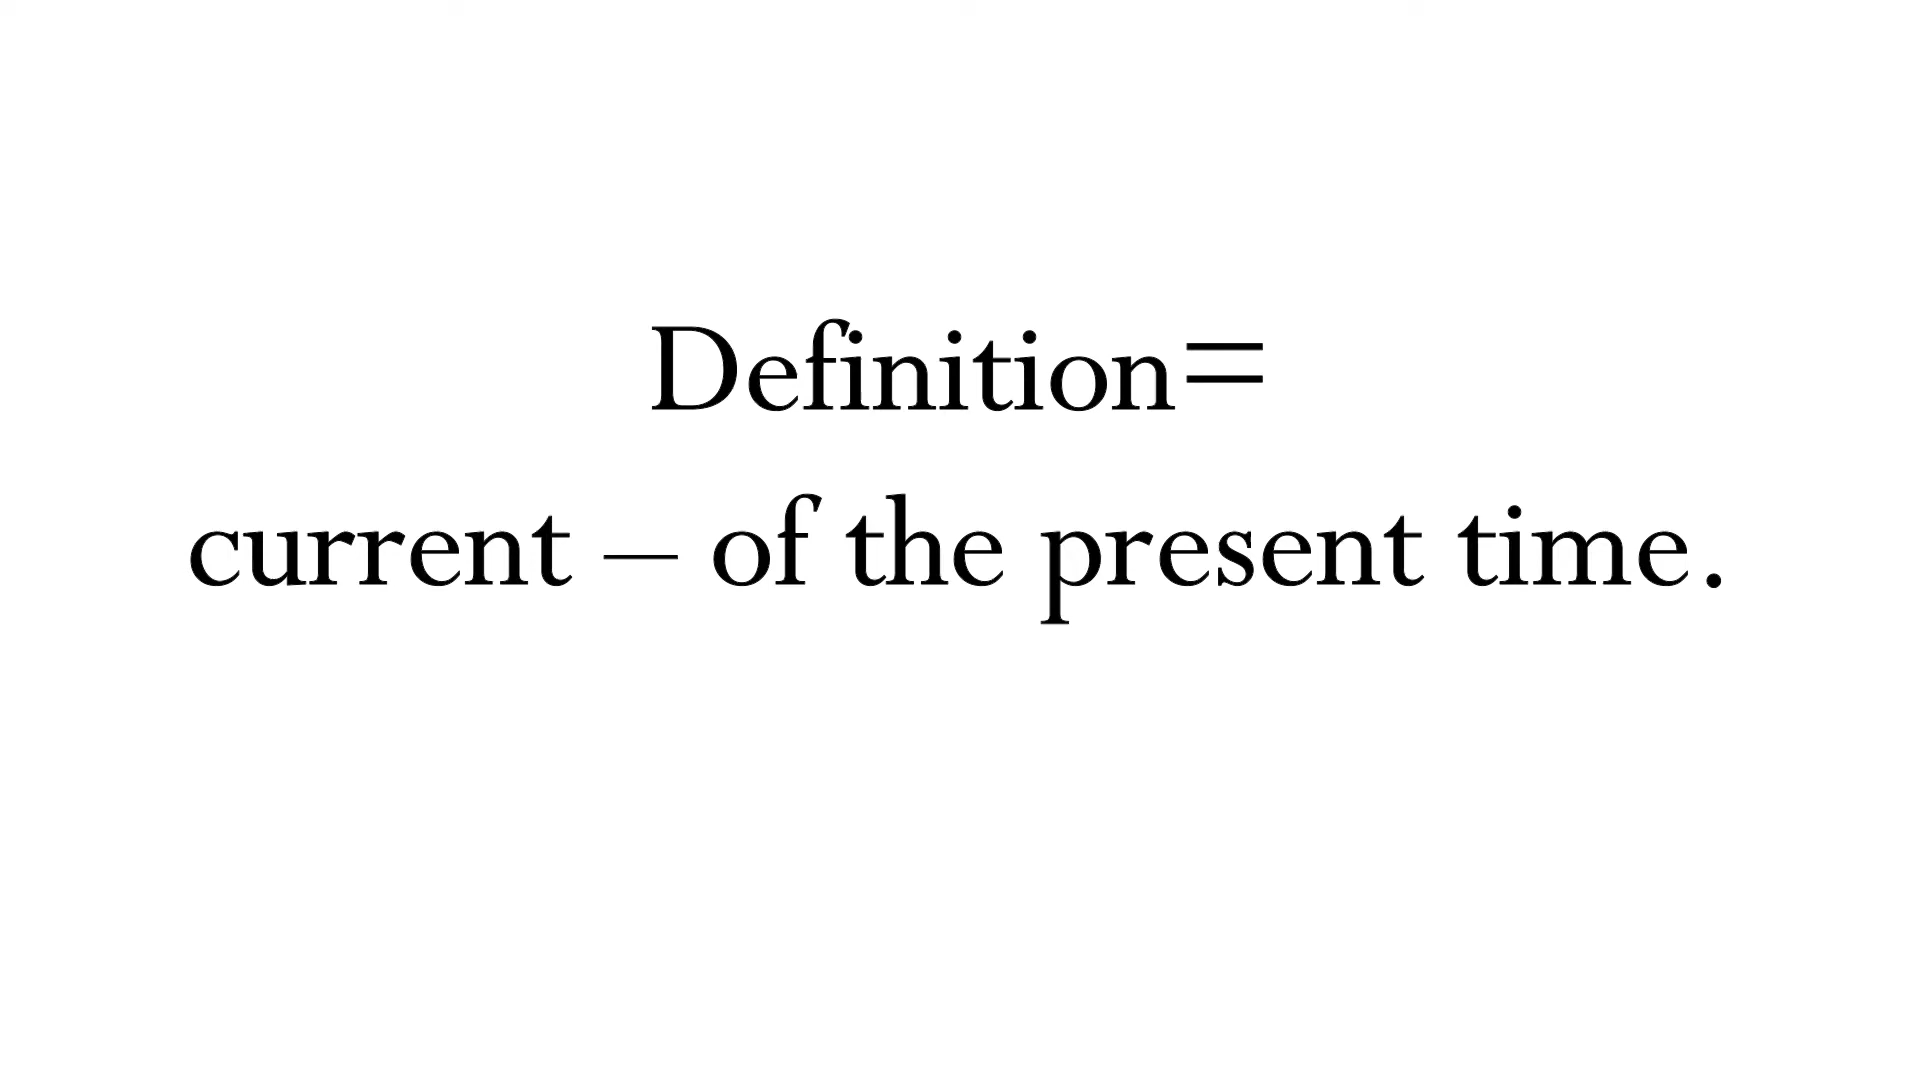 Definition=
current – of the present time.